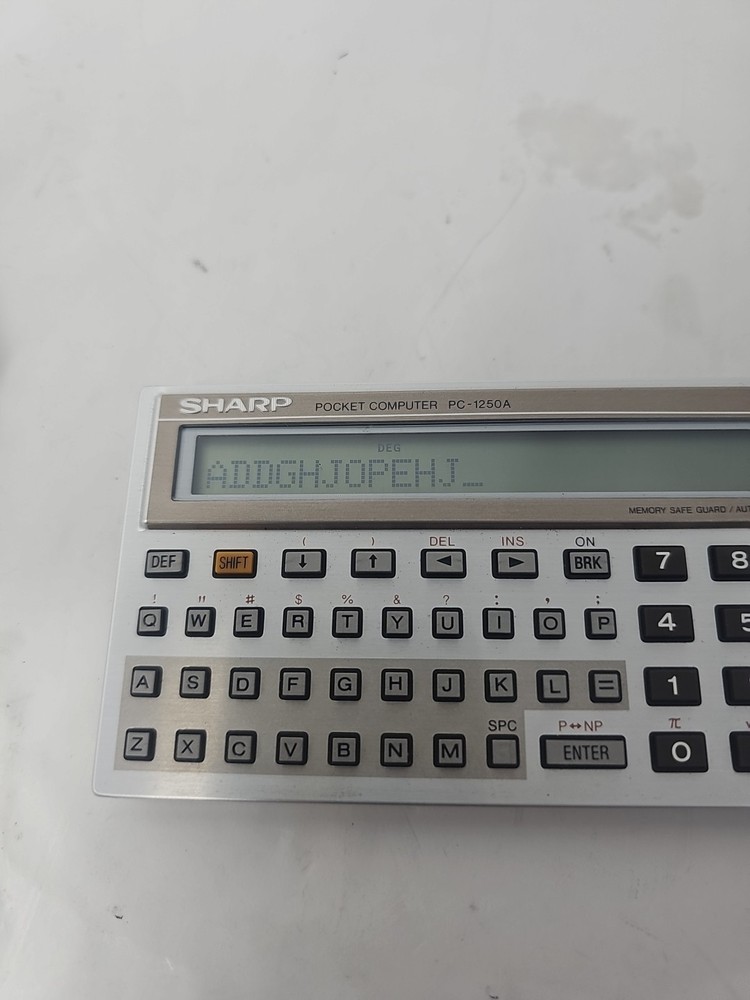 SHARP POCKET COMPUTER PC-1250A
DEG
ADDGHJOPEHJ_
MEMORY SAFE GUARD / AUT
( ) DEL INS ON
DEF SHIFT ↓ ↑ ◄ ► BRK 7 8
! " # $ % & ? : , ;
Q W E R T Y U I O P 4 5
A S D F G H J K L = 1
SPC P↔NP π
Z X C V B N M ENTER 0